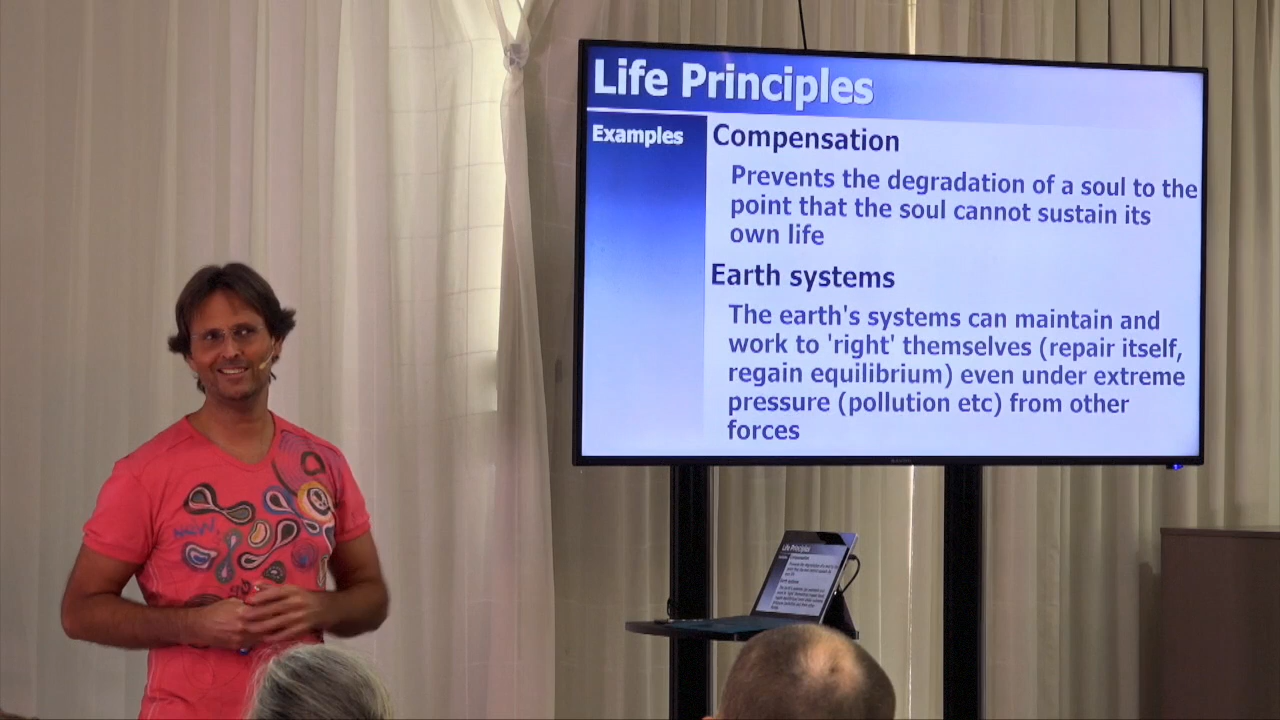 Life Principles
Examples
Compensation
Prevents the degradation of a soul to the
point that the soul cannot sustain its
own life
Earth systems
The earth's systems can maintain and
work to 'right' themselves (repair itself,
regain equilibrium) even under extreme
pressure (pollution etc) from other
forces
Life Principles